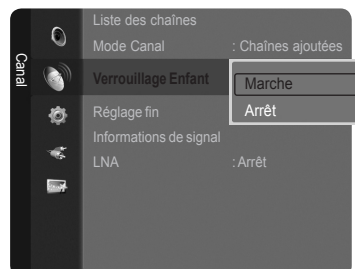 Canal
Liste des chaînes
Mode Canal : Chaînes ajoutées
Verrouillage Enfant Marche
Arrêt
Réglage fin
Informations de signal
LNA : Arrêt